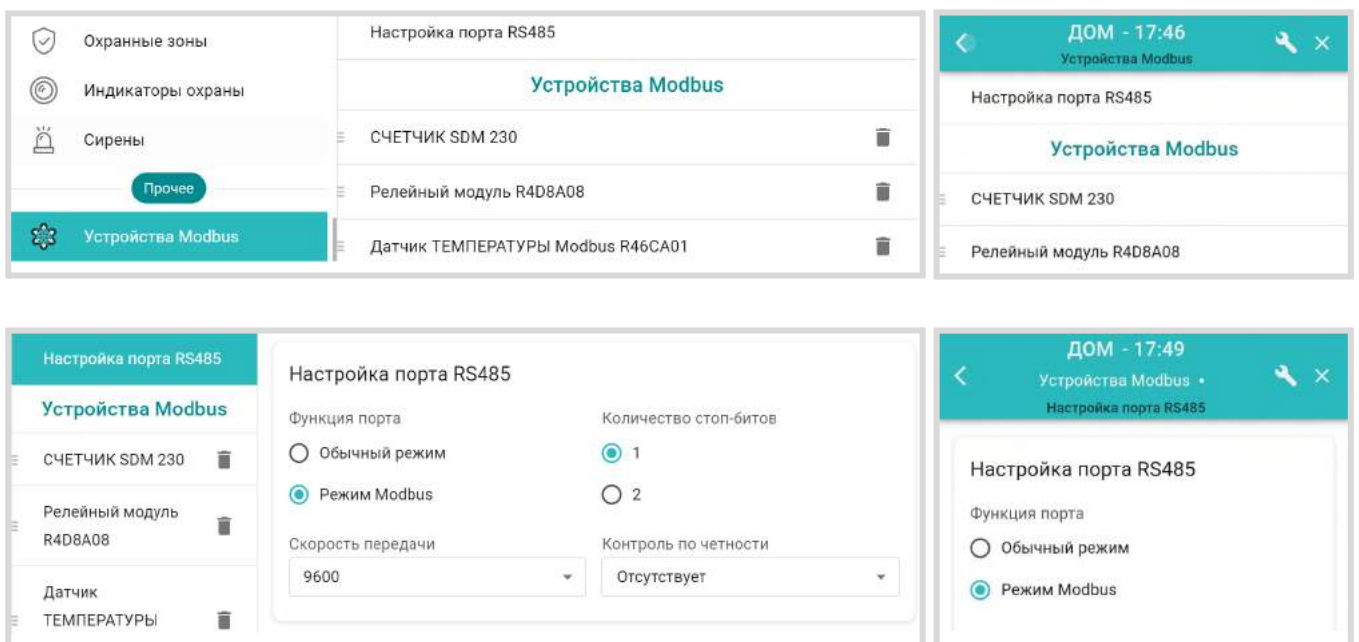 Охранные зоны
Индикаторы охраны
Сирены
Прочее
Устройства Modbus
Настройка порта RS485
Устройства Modbus
СЧЕТЧИК SDM 230
Релейный модуль R4D8A08
Датчик ТЕМПЕРАТУРЫ Modbus R46CA01
ДОМ - 17:46
Устройства Modbus
Настройка порта RS485
Устройства Modbus
СЧЕТЧИК SDM 230
Релейный модуль R4D8A08
Настройка порта RS485
Устройства Modbus
СЧЕТЧИК SDM 230
Релейный модуль
R4D8A08
Датчик
ТЕМПЕРАТУРЫ
Настройка порта RS485
Функция порта
Обычный режим
Режим Modbus
Скорость передачи
9600
Количество стоп-битов
1
2
Контроль по четности
Отсутствует
ДОМ - 17:49
Устройства Modbus •
Настройка порта RS485
Настройка порта RS485
Функция порта
Обычный режим
Режим Modbus